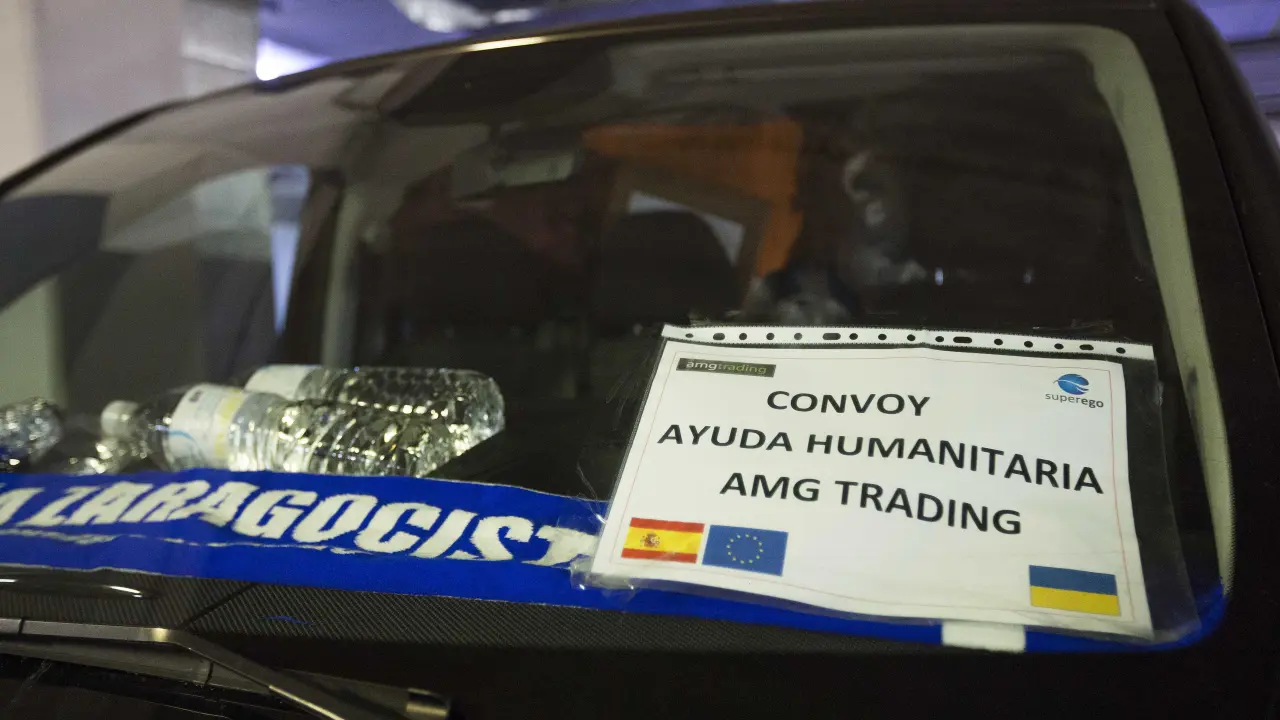 amgtrading
superego
CONVOY
AYUDA HUMANITARIA
AMG TRADING
A ZARAGOCIST